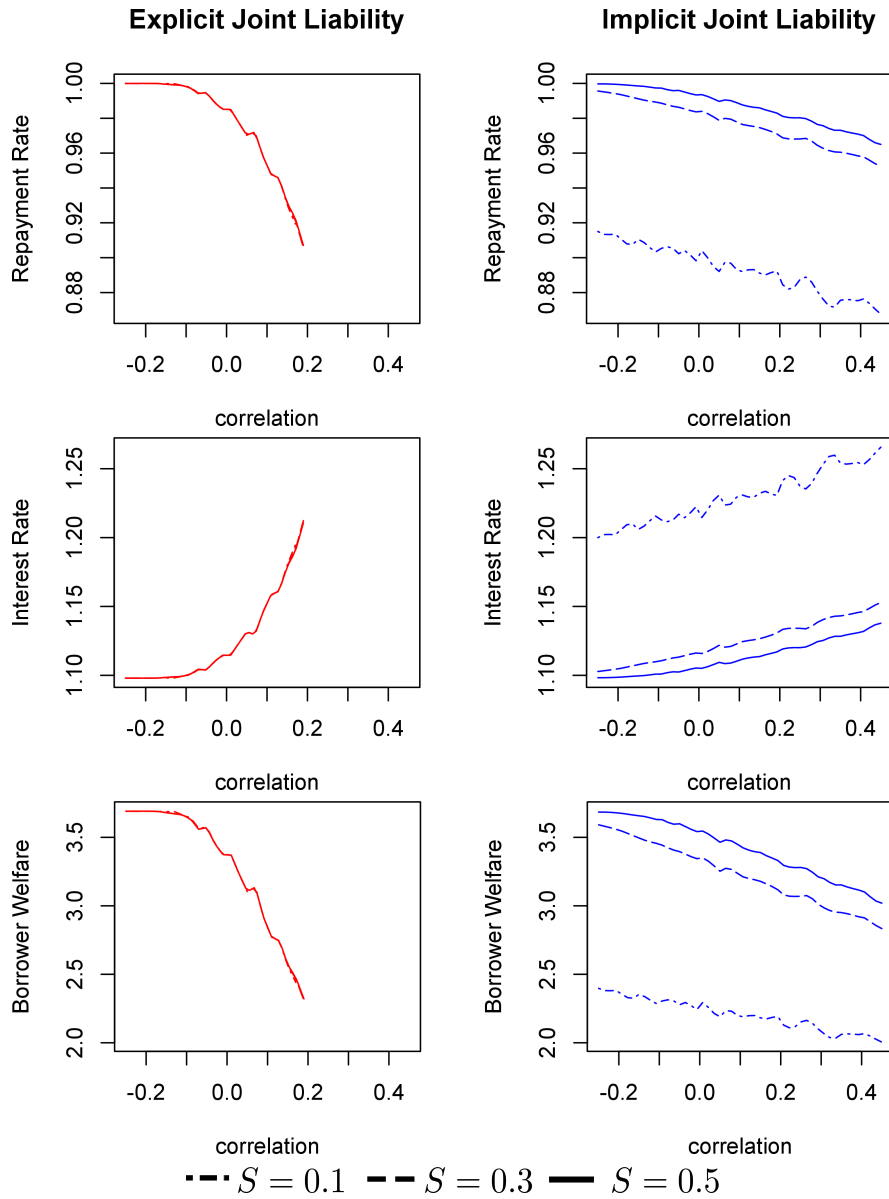 Explicit Joint Liability
Implicit Joint Liability
Repayment Rate
1.00
0.96
0.92
0.88
-0.2 0.0 0.2 0.4
correlation
Repayment Rate
1.00
0.96
0.92
0.88
-0.2 0.0 0.2 0.4
correlation
Interest Rate
1.25
1.20
1.15
1.10
-0.2 0.0 0.2 0.4
correlation
Interest Rate
1.25
1.20
1.15
1.10
-0.2 0.0 0.2 0.4
correlation
Borrower Welfare
3.5
3.0
2.5
2.0
-0.2 0.0 0.2 0.4
correlation
Borrower Welfare
3.5
3.0
2.5
2.0
-0.2 0.0 0.2 0.4
correlation
S = 0.1 S = 0.3 S = 0.5